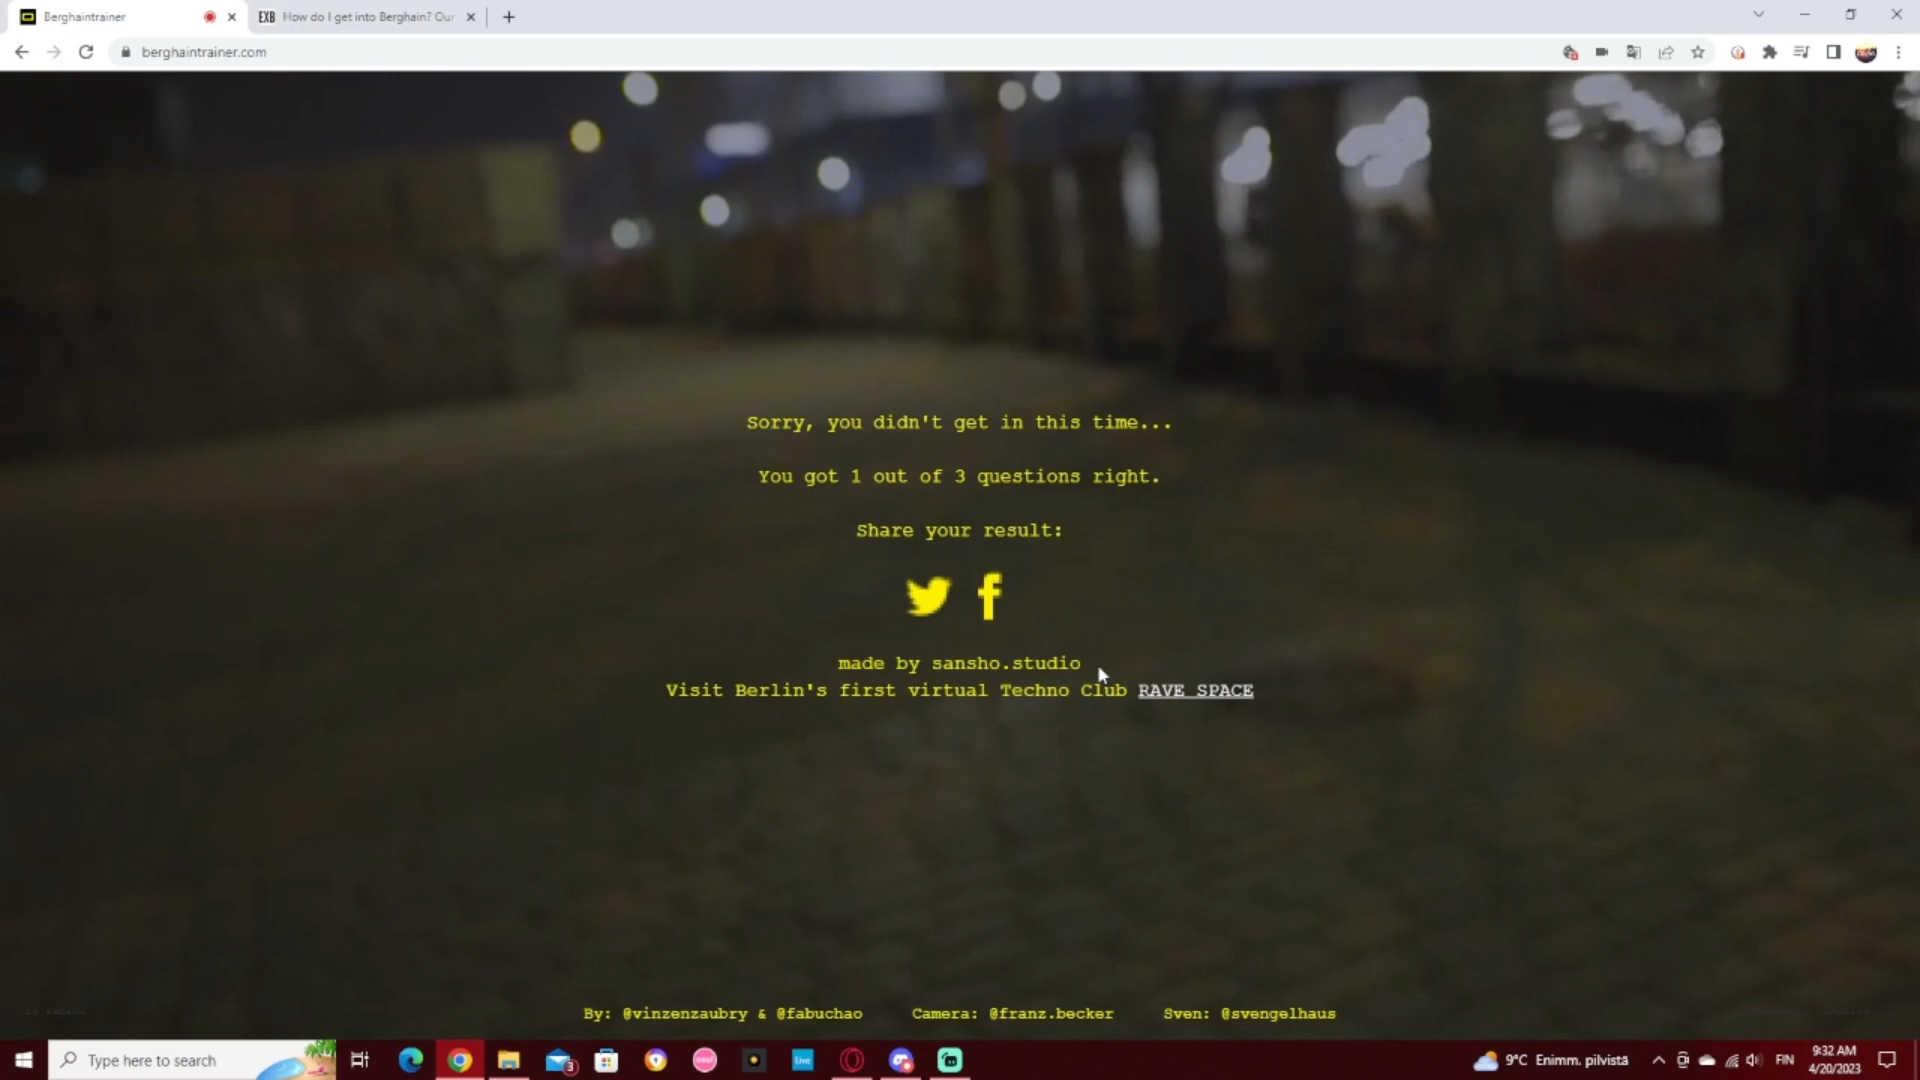 Berghaintrainer
EXB How do I get into Berghain? Our
berghaintrainer.com
Sorry, you didn't get in this time...
You got 1 out of 3 questions right.
Share your result:
made by sansho.studio
Visit Berlin's first virtual Techno Club RAVE SPACE
By: @vinzenzaubry & @fabuchao Camera: @franz.becker Sven: @svengelhaus
Type here to search
3
Live
9°C Enimm. pilvistä
FIN
9:32 AM
4/20/2023